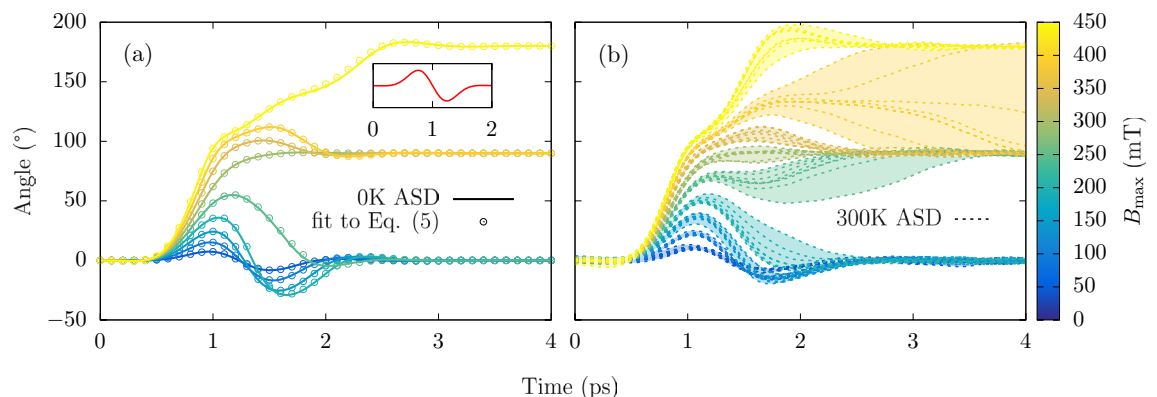 200
150
100
50
0
−50
Angle (°)
(a)
0 1 2
0K ASD
fit to Eq. (5)
0 1 2 3 4
(b)
300K ASD
0 1 2 3 4
Time (ps)
450
400
350
300
250
200
150
100
50
0
B_max (mT)